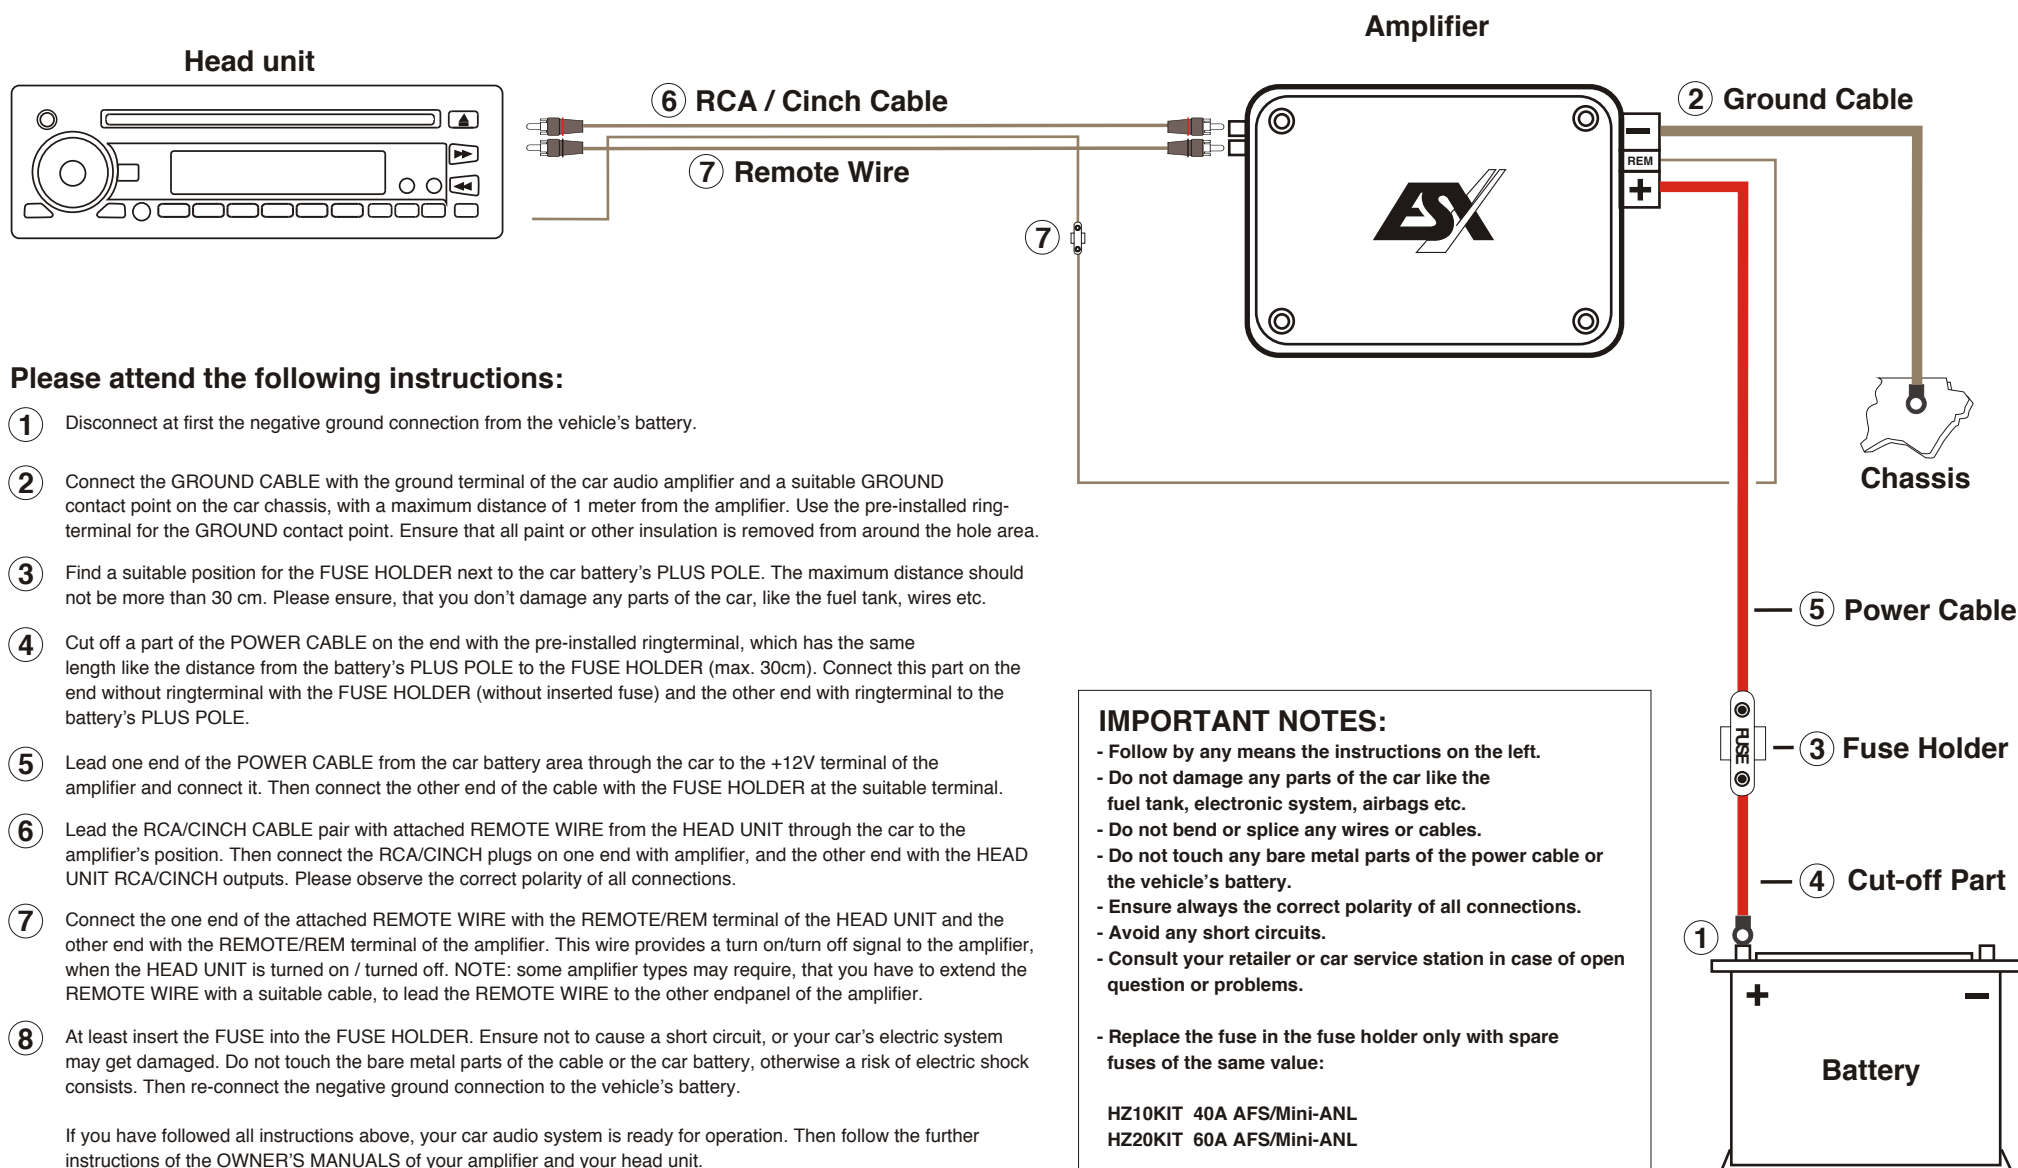 Amplifier
Head unit
6 RCA / Cinch Cable
2 Ground Cable
–
REM
+
7 Remote Wire
ESX
7
Chassis
Please attend the following instructions:
1 Disconnect at first the negative ground connection from the vehicle's battery.
2 Connect the GROUND CABLE with the ground terminal of the car audio amplifier and a suitable GROUND
contact point on the car chassis, with a maximum distance of 1 meter from the amplifier. Use the pre-installed ring-
terminal for the GROUND contact point. Ensure that all paint or other insulation is removed from around the hole area.
3 Find a suitable position for the FUSE HOLDER next to the car battery's PLUS POLE. The maximum distance should
not be more than 30 cm. Please ensure, that you don't damage any parts of the car, like the fuel tank, wires etc.
4 Cut off a part of the POWER CABLE on the end with the pre-installed ringterminal, which has the same
length like the distance from the battery's PLUS POLE to the FUSE HOLDER (max. 30cm). Connect this part on the
end without ringterminal with the FUSE HOLDER (without inserted fuse) and the other end with ringterminal to the
battery's PLUS POLE.
5 Lead one end of the POWER CABLE from the car battery area through the car to the +12V terminal of the
amplifier and connect it. Then connect the other end of the cable with the FUSE HOLDER at the suitable terminal.
6 Lead the RCA/CINCH CABLE pair with attached REMOTE WIRE from the HEAD UNIT through the car to the
amplifier's position. Then connect the RCA/CINCH plugs on one end with amplifier, and the other end with the HEAD
UNIT RCA/CINCH outputs. Please observe the correct polarity of all connections.
7 Connect the one end of the attached REMOTE WIRE with the REMOTE/REM terminal of the HEAD UNIT and the
other end with the REMOTE/REM terminal of the amplifier. This wire provides a turn on/turn off signal to the amplifier,
when the HEAD UNIT is turned on / turned off. NOTE: some amplifier types may require, that you have to extend the
REMOTE WIRE with a suitable cable, to lead the REMOTE WIRE to the other endpanel of the amplifier.
8 At least insert the FUSE into the FUSE HOLDER. Ensure not to cause a short circuit, or your car's electric system
may get damaged. Do not touch the bare metal parts of the cable or the car battery, otherwise a risk of electric shock
consists. Then re-connect the negative ground connection to the vehicle's battery.
If you have followed all instructions above, your car audio system is ready for operation. Then follow the further
instructions of the OWNER'S MANUALS of your amplifier and your head unit.
IMPORTANT NOTES:
- Follow by any means the instructions on the left.
- Do not damage any parts of the car like the
fuel tank, electronic system, airbags etc.
- Do not bend or splice any wires or cables.
- Do not touch any bare metal parts of the power cable or
the vehicle's battery.
- Ensure always the correct polarity of all connections.
- Avoid any short circuits.
- Consult your retailer or car service station in case of open
question or problems.
- Replace the fuse in the fuse holder only with spare
fuses of the same value:
HZ10KIT 40A AFS/Mini-ANL
HZ20KIT 60A AFS/Mini-ANL
5 Power Cable
FUSE
3 Fuse Holder
4 Cut-off Part
1
+ –
Battery